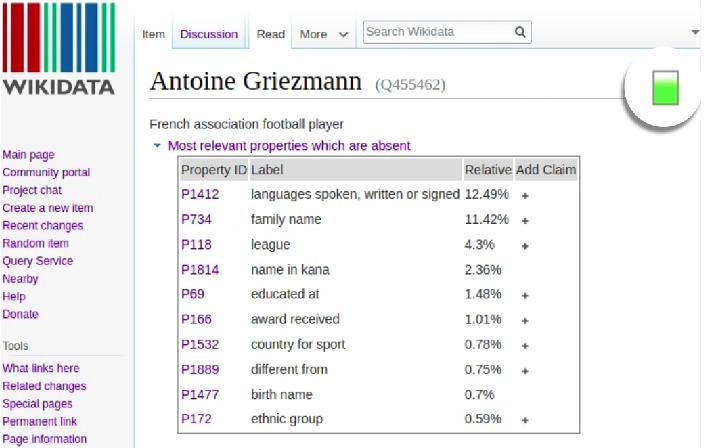 WIKIDATA
Main page
Community portal
Project chat
Create a new item
Recent changes
Random item
Query Service
Nearby
Help
Donate
Tools
What links here
Related changes
Special pages
Permanent link
Page information
Item Discussion Read More Search Wikidata
Antoine Griezmann (Q455462)
French association football player
Most relevant properties which are absent
Property ID Label Relative Add Claim
P1412 languages spoken, written or signed 12.49% +
P734 family name 11.42% +
P118 league 4.3% +
P1814 name in kana 2.36%
P69 educated at 1.48% +
P166 award received 1.01% +
P1532 country for sport 0.78% +
P1889 different from 0.75% +
P1477 birth name 0.7%
P172 ethnic group 0.59% +